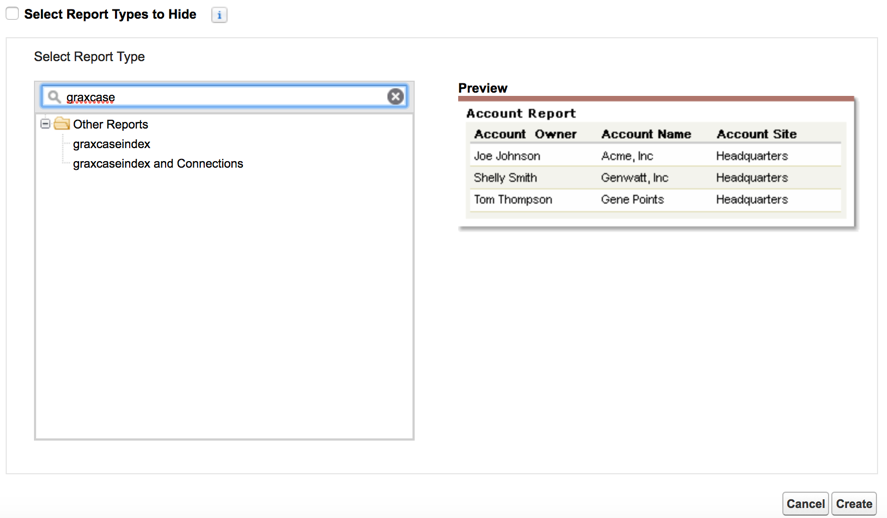 Select Report Types to Hide i
Select Report Type
graxcase
Other Reports
graxcaseindex
graxcaseindex and Connections
Preview
Account Report
Account Owner Account Name Account Site
Joe Johnson Acme, Inc Headquarters
Shelly Smith Genwatt, Inc Headquarters
Tom Thompson Gene Points Headquarters
Cancel Create